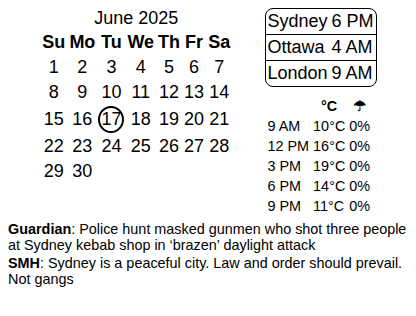 June 2025
Su Mo Tu We Th Fr Sa
1 2 3 4 5 6 7
8 9 10 11 12 13 14
15 16 17 18 19 20 21
22 23 24 25 26 27 28
29 30
Sydney 6 PM
Ottawa 4 AM
London 9 AM
°C ☂
9 AM 10°C 0%
12 PM 16°C 0%
3 PM 19°C 0%
6 PM 14°C 0%
9 PM 11°C 0%
Guardian: Police hunt masked gunmen who shot three people
at Sydney kebab shop in ‘brazen’ daylight attack
SMH: Sydney is a peaceful city. Law and order should prevail.
Not gangs